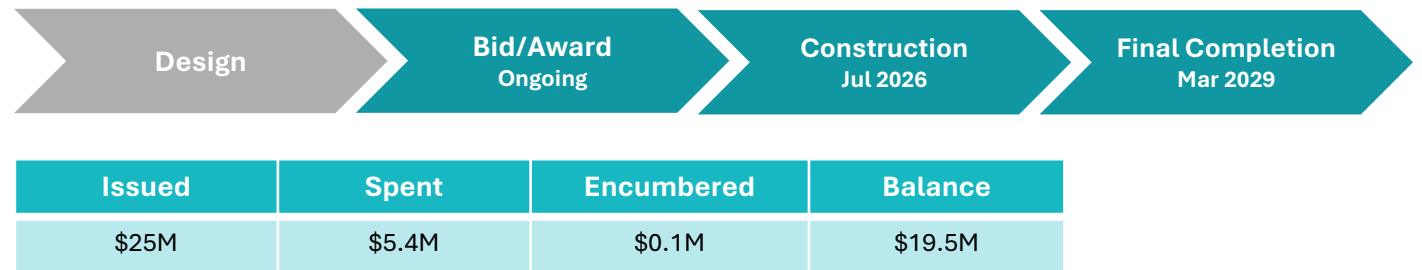 Design
Bid/Award
Ongoing
Construction
Jul 2026
Final Completion
Mar 2029
Issued Spent Encumbered Balance
$25M $5.4M $0.1M $19.5M